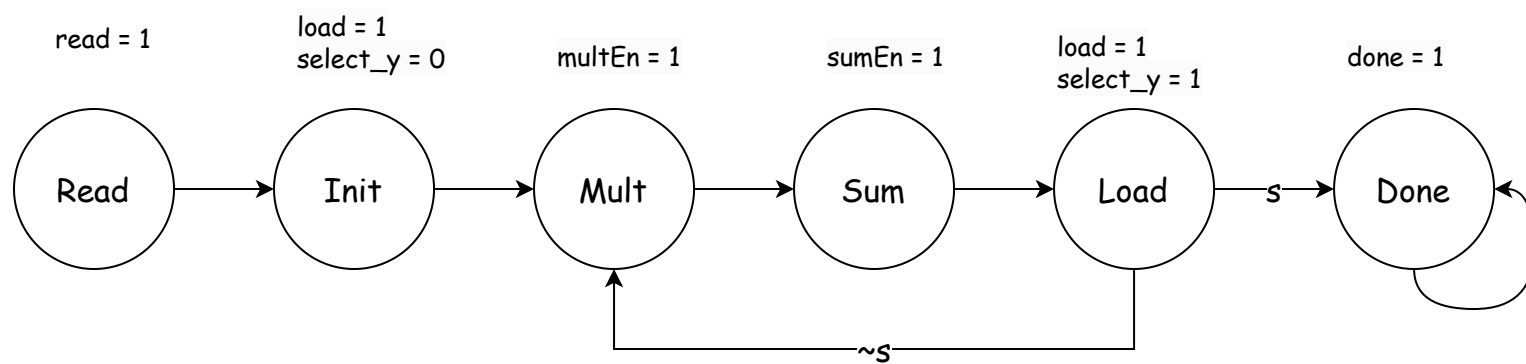 read = 1
load = 1
select_y = 0
multEn = 1
sumEn = 1
load = 1
select_y = 1
done = 1
Read
Init
Mult
Sum
Load
s
Done
~s